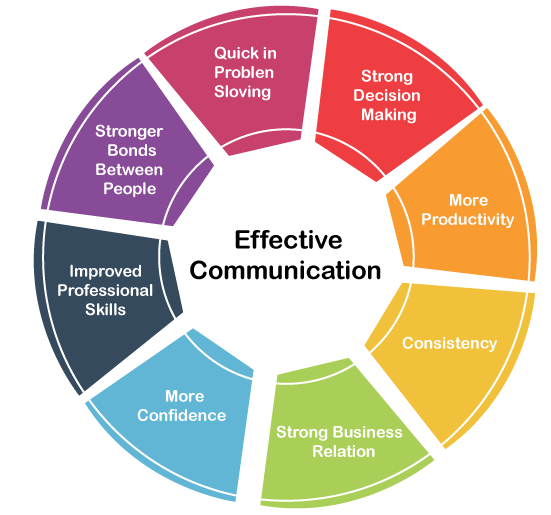 Effective
Communication
Quick in
Problen
Sloving
Strong
Decision
Making
More
Productivity
Consistency
Strong Business
Relation
More
Confidence
Improved
Professional
Skills
Stronger
Bonds
Between
People